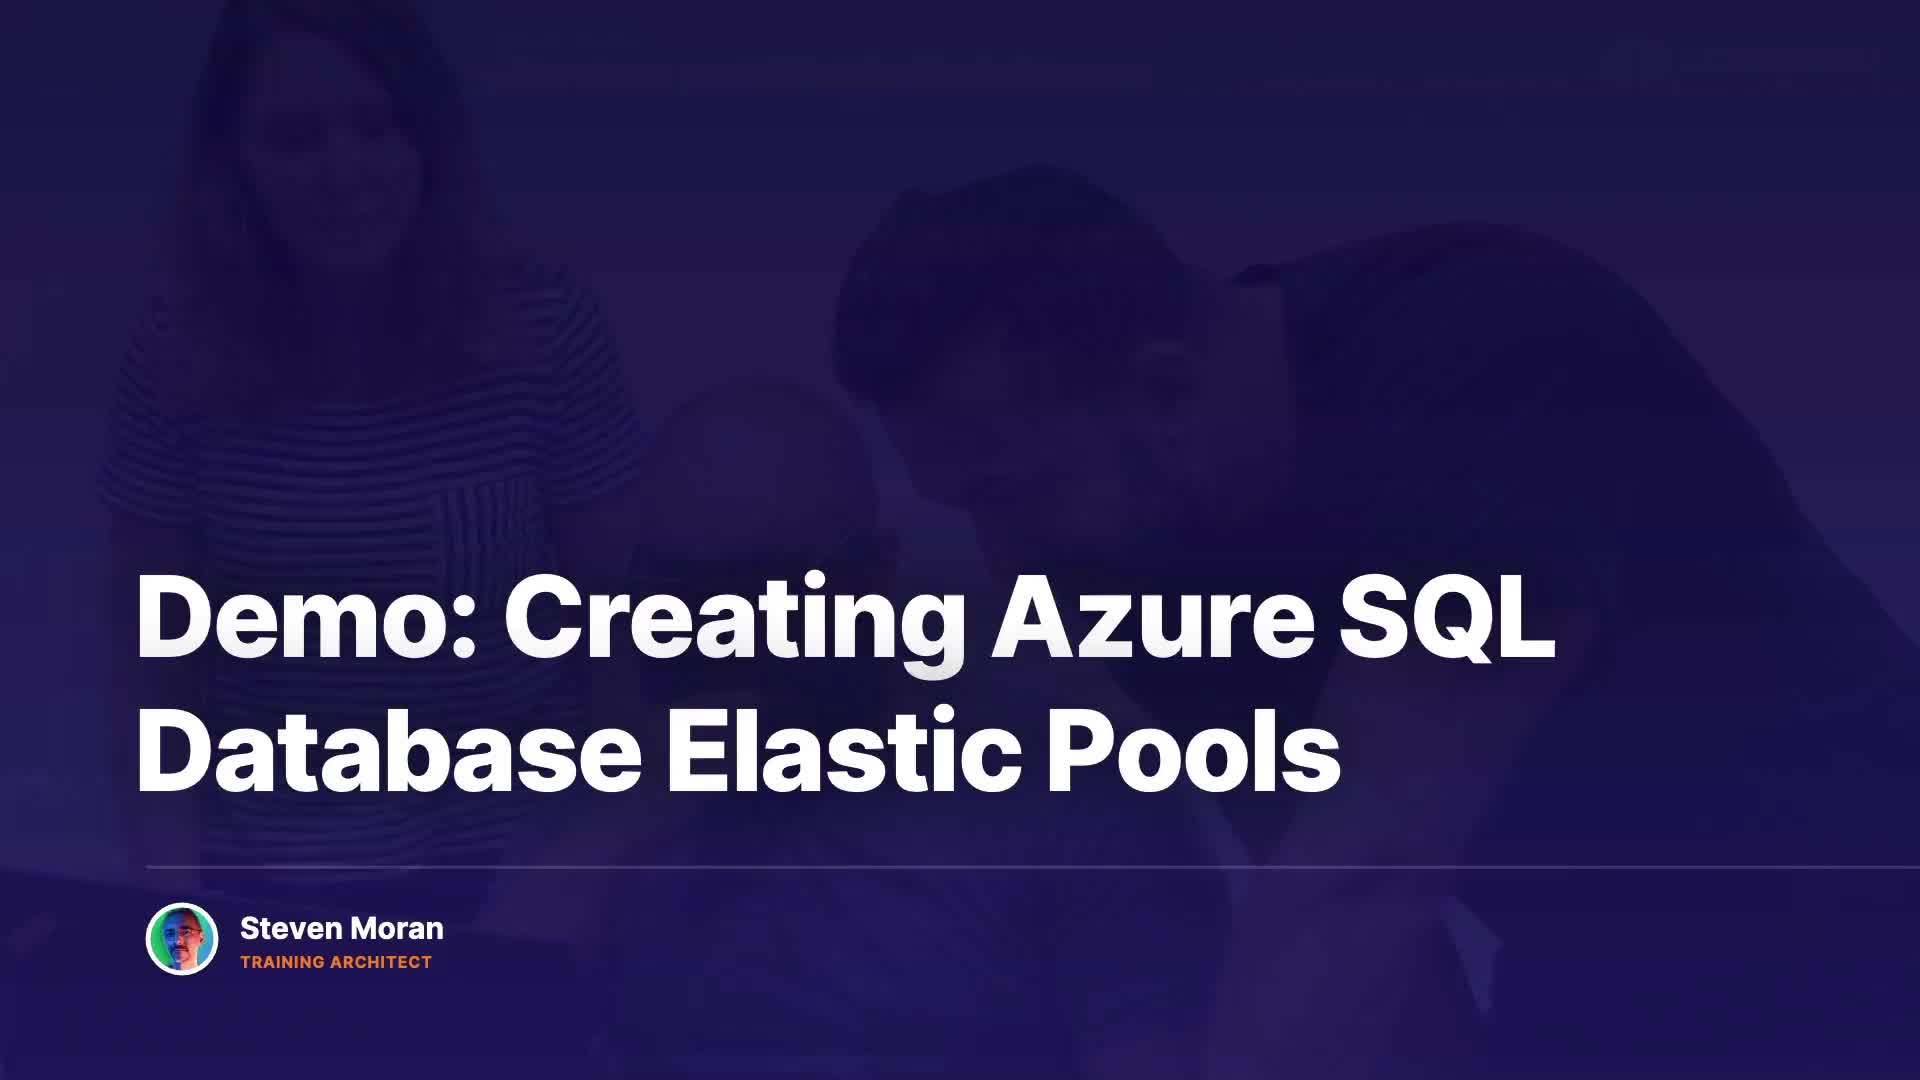 Demo: Creating Azure SQL
Database Elastic Pools
Steven Moran
TRAINING ARCHITECT